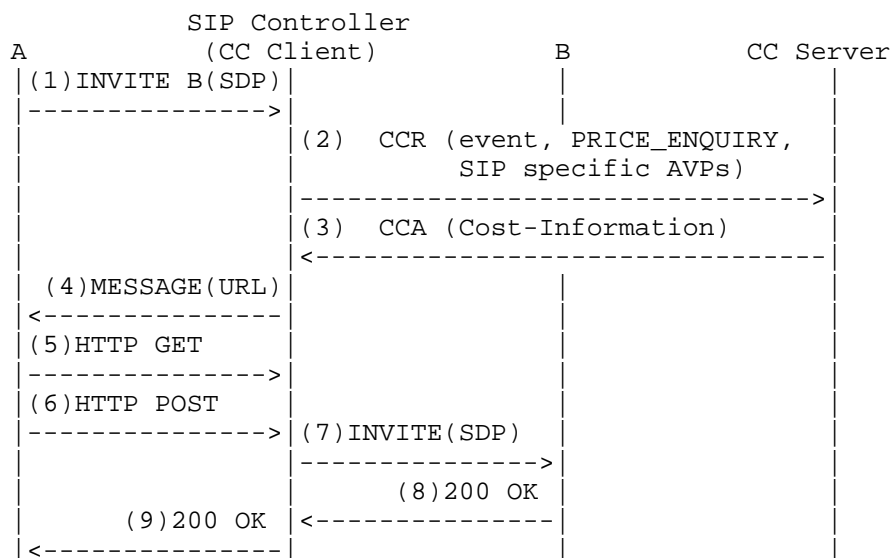 SIP Controller
A (CC Client) B CC Server
(1)INVITE B(SDP)
(2) CCR (event, PRICE_ENQUIRY,
SIP specific AVPs)
(3) CCA (Cost-Information)
(4)MESSAGE(URL)
(5)HTTP GET
(6)HTTP POST
(7)INVITE(SDP)
(8)200 OK
(9)200 OK